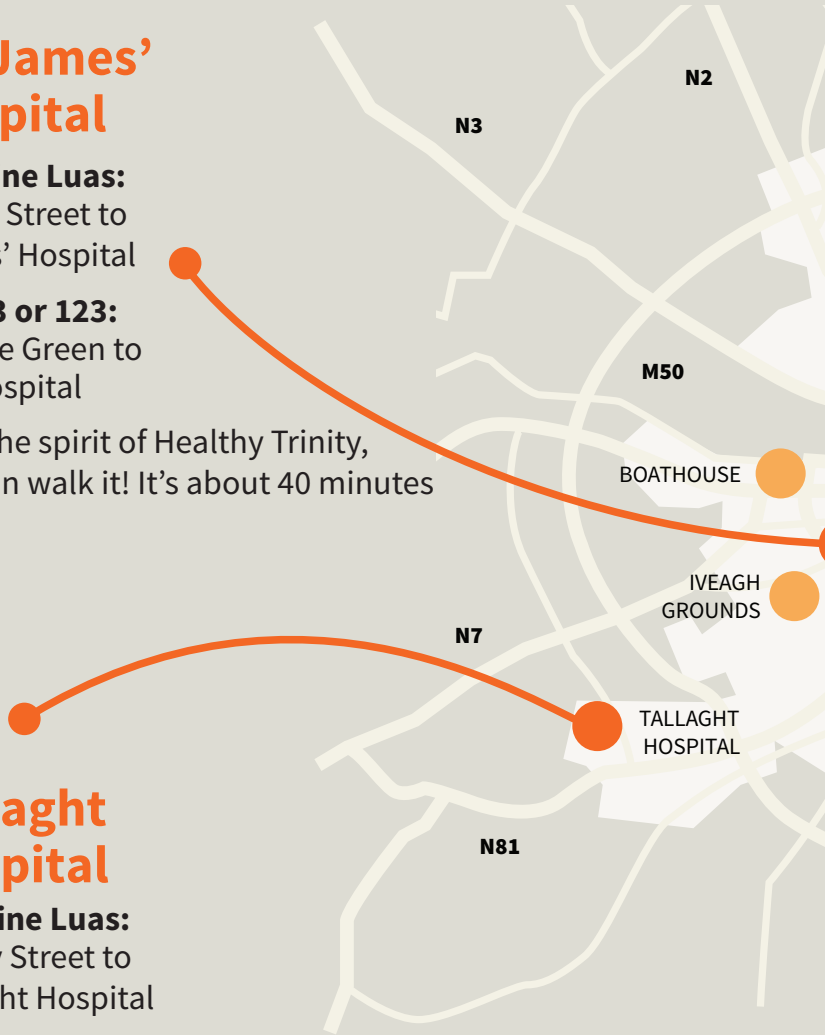 James’
pital
ne Luas:
Street to
s’ Hospital
3 or 123:
e Green to
ospital
he spirit of Healthy Trinity,
n walk it! It’s about 40 minutes
N2
N3
M50
BOATHOUSE
IVEAGH
GROUNDS
N7
TALLAGHT
HOSPITAL
N81
aght
pital
ine Luas:
y Street to
ht Hospital